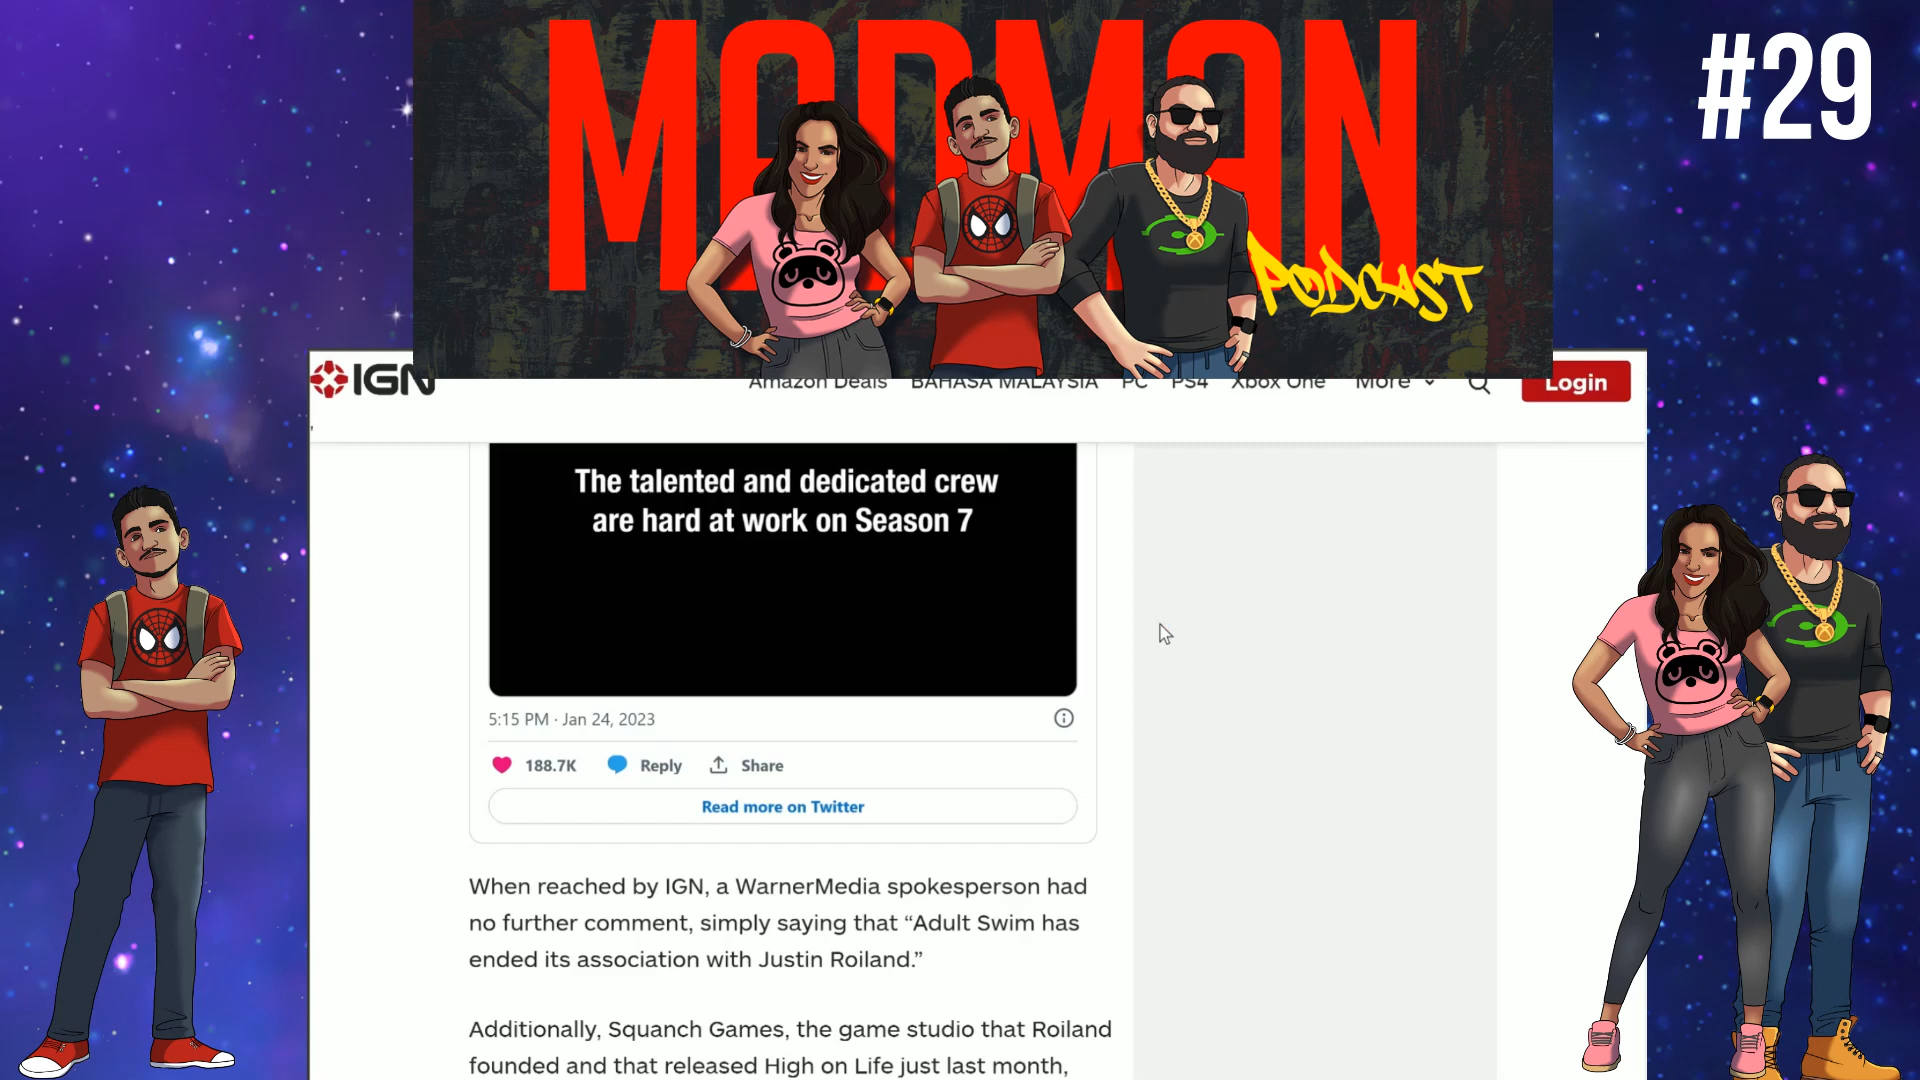 MADMAN
PODCAST
#29
IGN
Amazon Deals BAHASA MALAYSIA PC PS4 Xbox One More
Login
The talented and dedicated crew
are hard at work on Season 7
5:15 PM · Jan 24, 2023
188.7K Reply Share
Read more on Twitter
When reached by IGN, a WarnerMedia spokesperson had
no further comment, simply saying that “Adult Swim has
ended its association with Justin Roiland.”
Additionally, Squanch Games, the game studio that Roiland
founded and that released High on Life just last month,